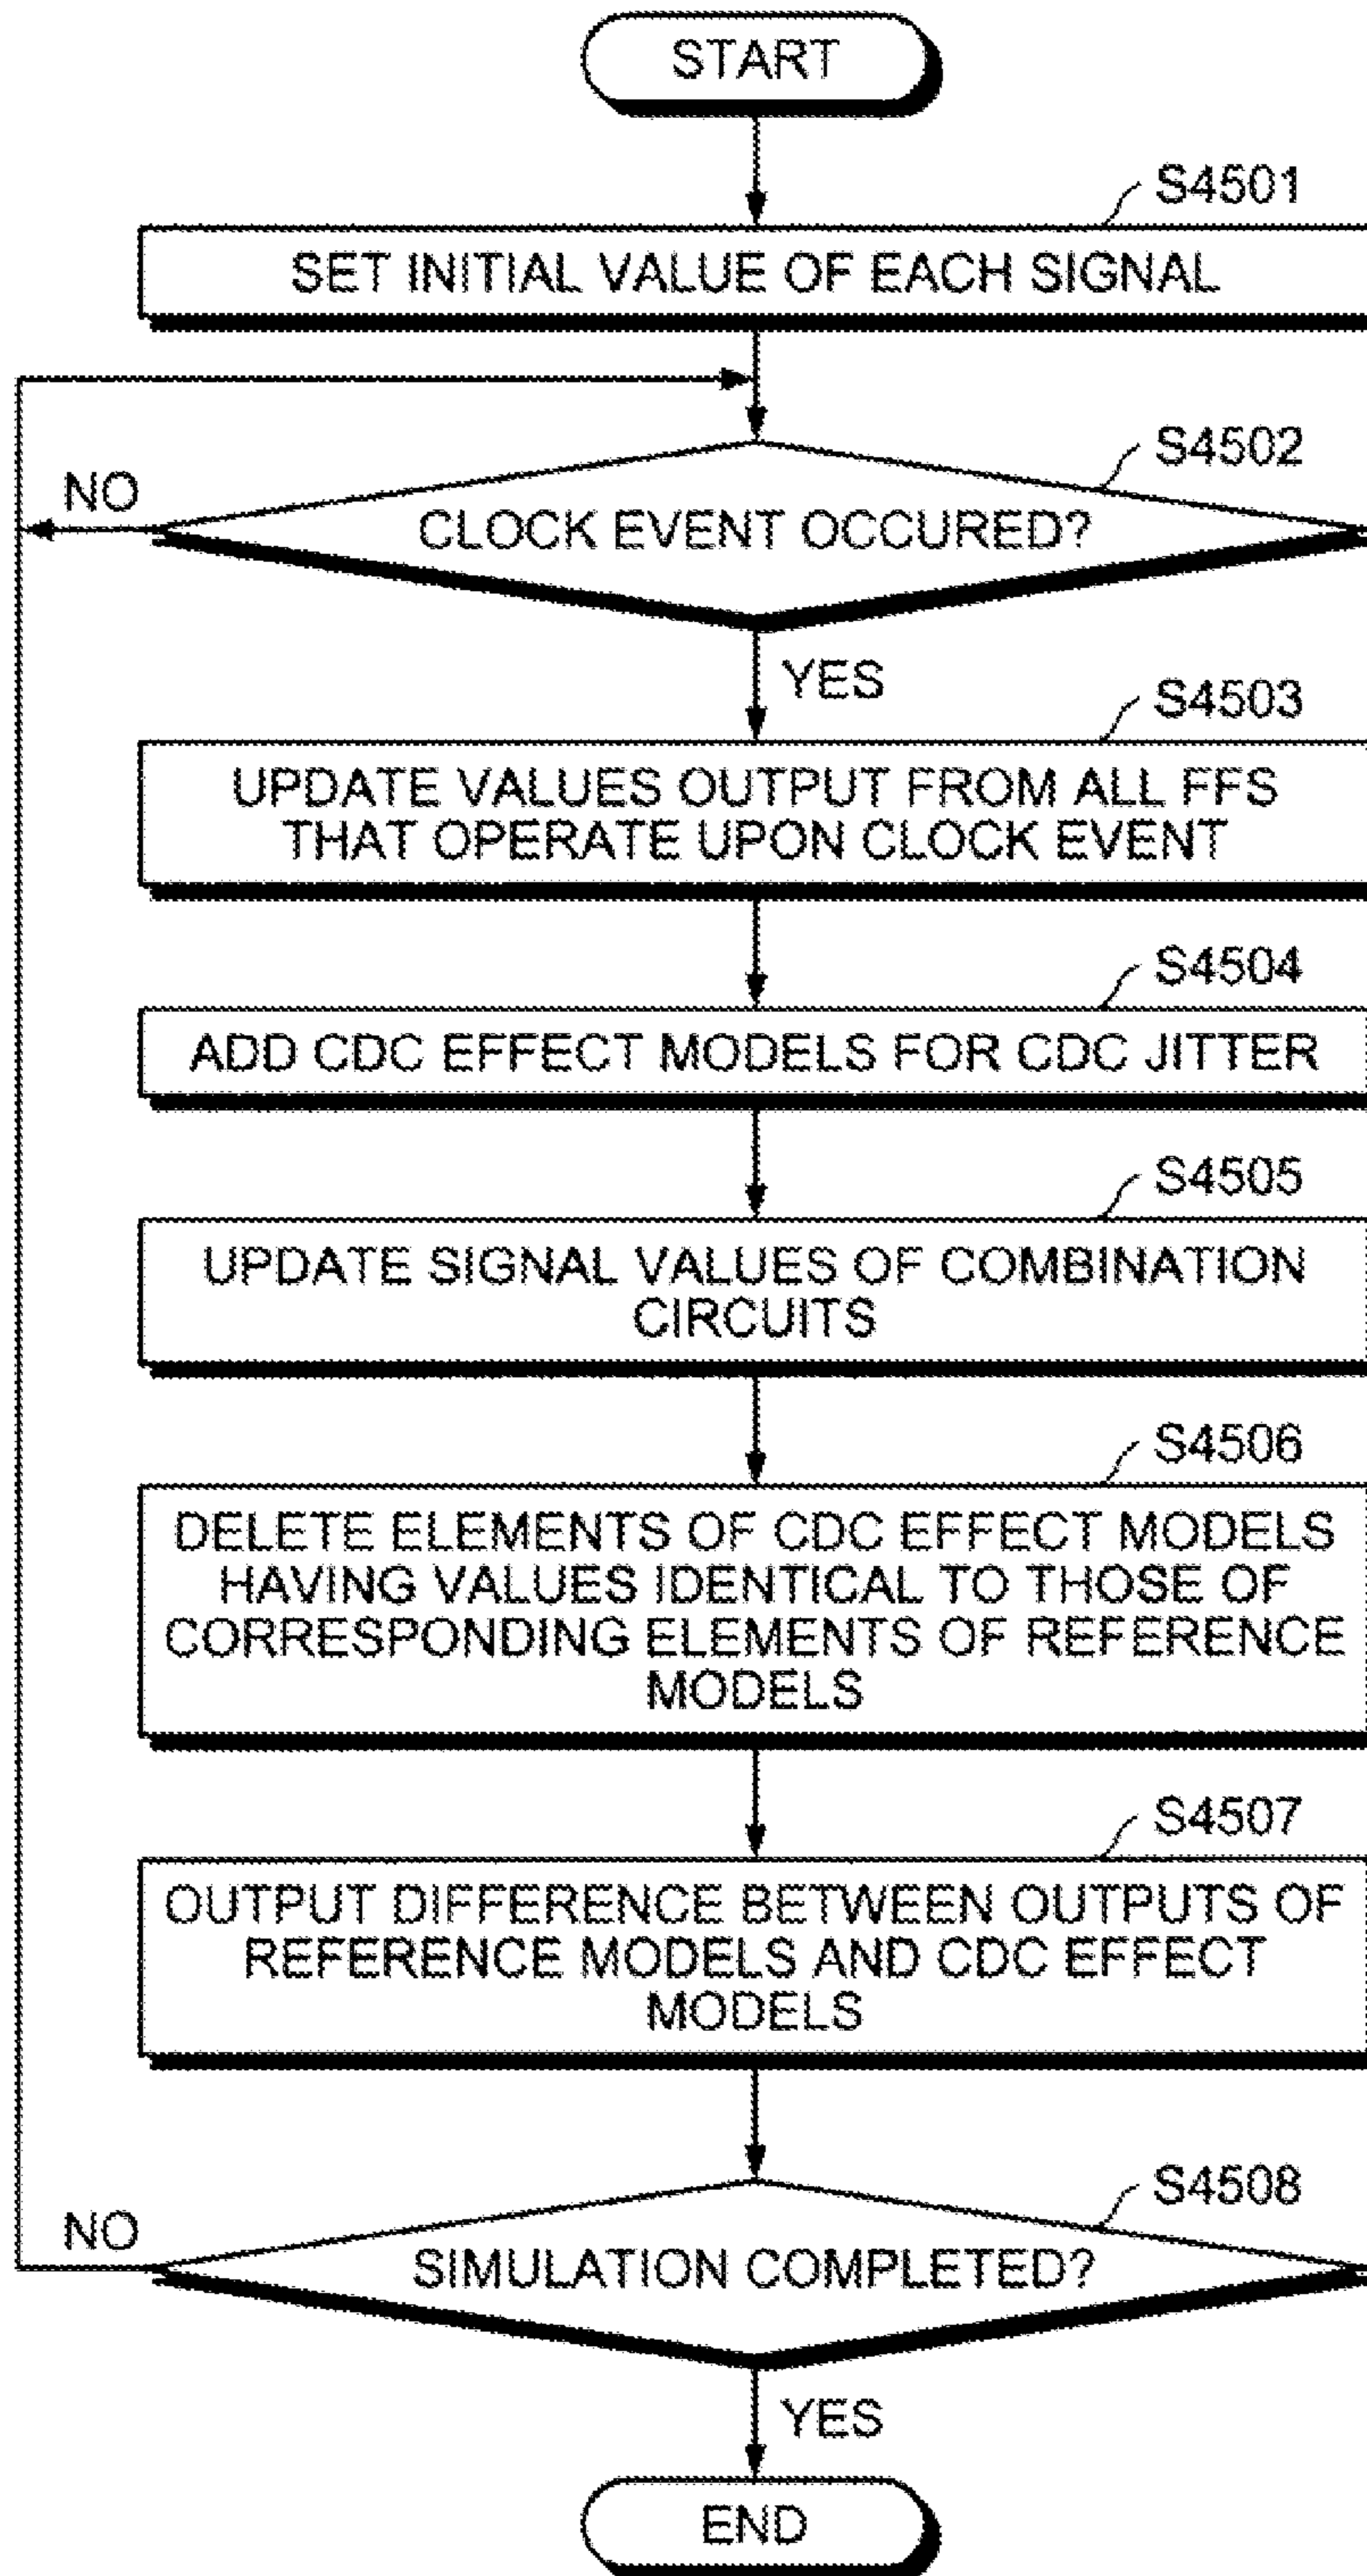 START
S4501
SET INITIAL VALUE OF EACH SIGNAL
S4502
NO
CLOCK EVENT OCCURED?
YES
S4503
UPDATE VALUES OUTPUT FROM ALL FFS
THAT OPERATE UPON CLOCK EVENT
S4504
ADD CDC EFFECT MODELS FOR CDC JITTER
S4505
UPDATE SIGNAL VALUES OF COMBINATION
CIRCUITS
S4506
DELETE ELEMENTS OF CDC EFFECT MODELS
HAVING VALUES IDENTICAL TO THOSE OF
CORRESPONDING ELEMENTS OF REFERENCE
MODELS
S4507
OUTPUT DIFFERENCE BETWEEN OUTPUTS OF
REFERENCE MODELS AND CDC EFFECT
MODELS
S4508
NO
SIMULATION COMPLETED?
YES
END